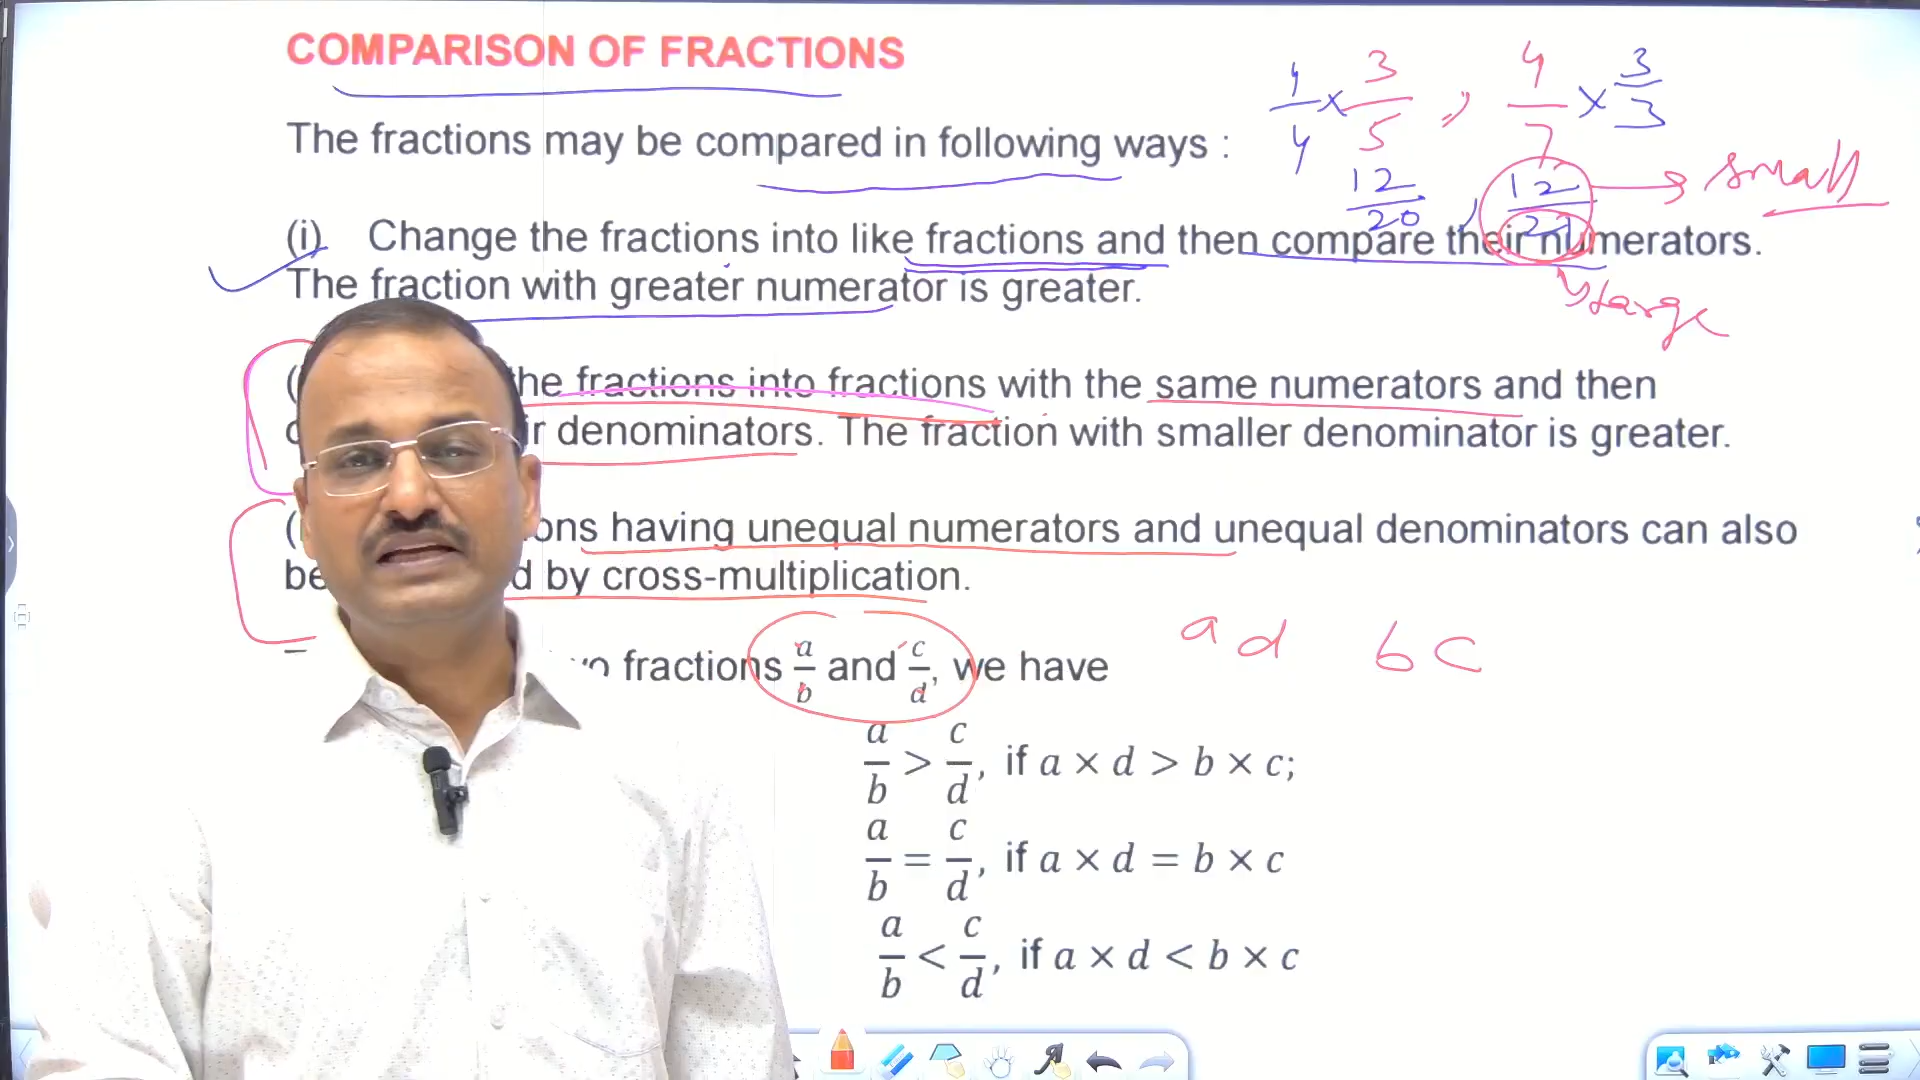 COMPARISON OF FRACTIONS
4/4 × 3/5 , 4/7 × 3/3
The fractions may be compared in following ways :
12/20 , 12/21 → small
(i) Change the fractions into like fractions and then compare their numerators.
The fraction with greater numerator is greater.
large
( the fractions into fractions with the same numerators and then
denominators. The fraction with smaller denominator is greater.
( having unequal numerators and unequal denominators can also
be by cross-multiplication.
ad bc
fractions a/b and c/d, we have
a/b > c/d, if a × d > b × c;
a/b = c/d, if a × d = b × c
a/b < c/d, if a × d < b × c